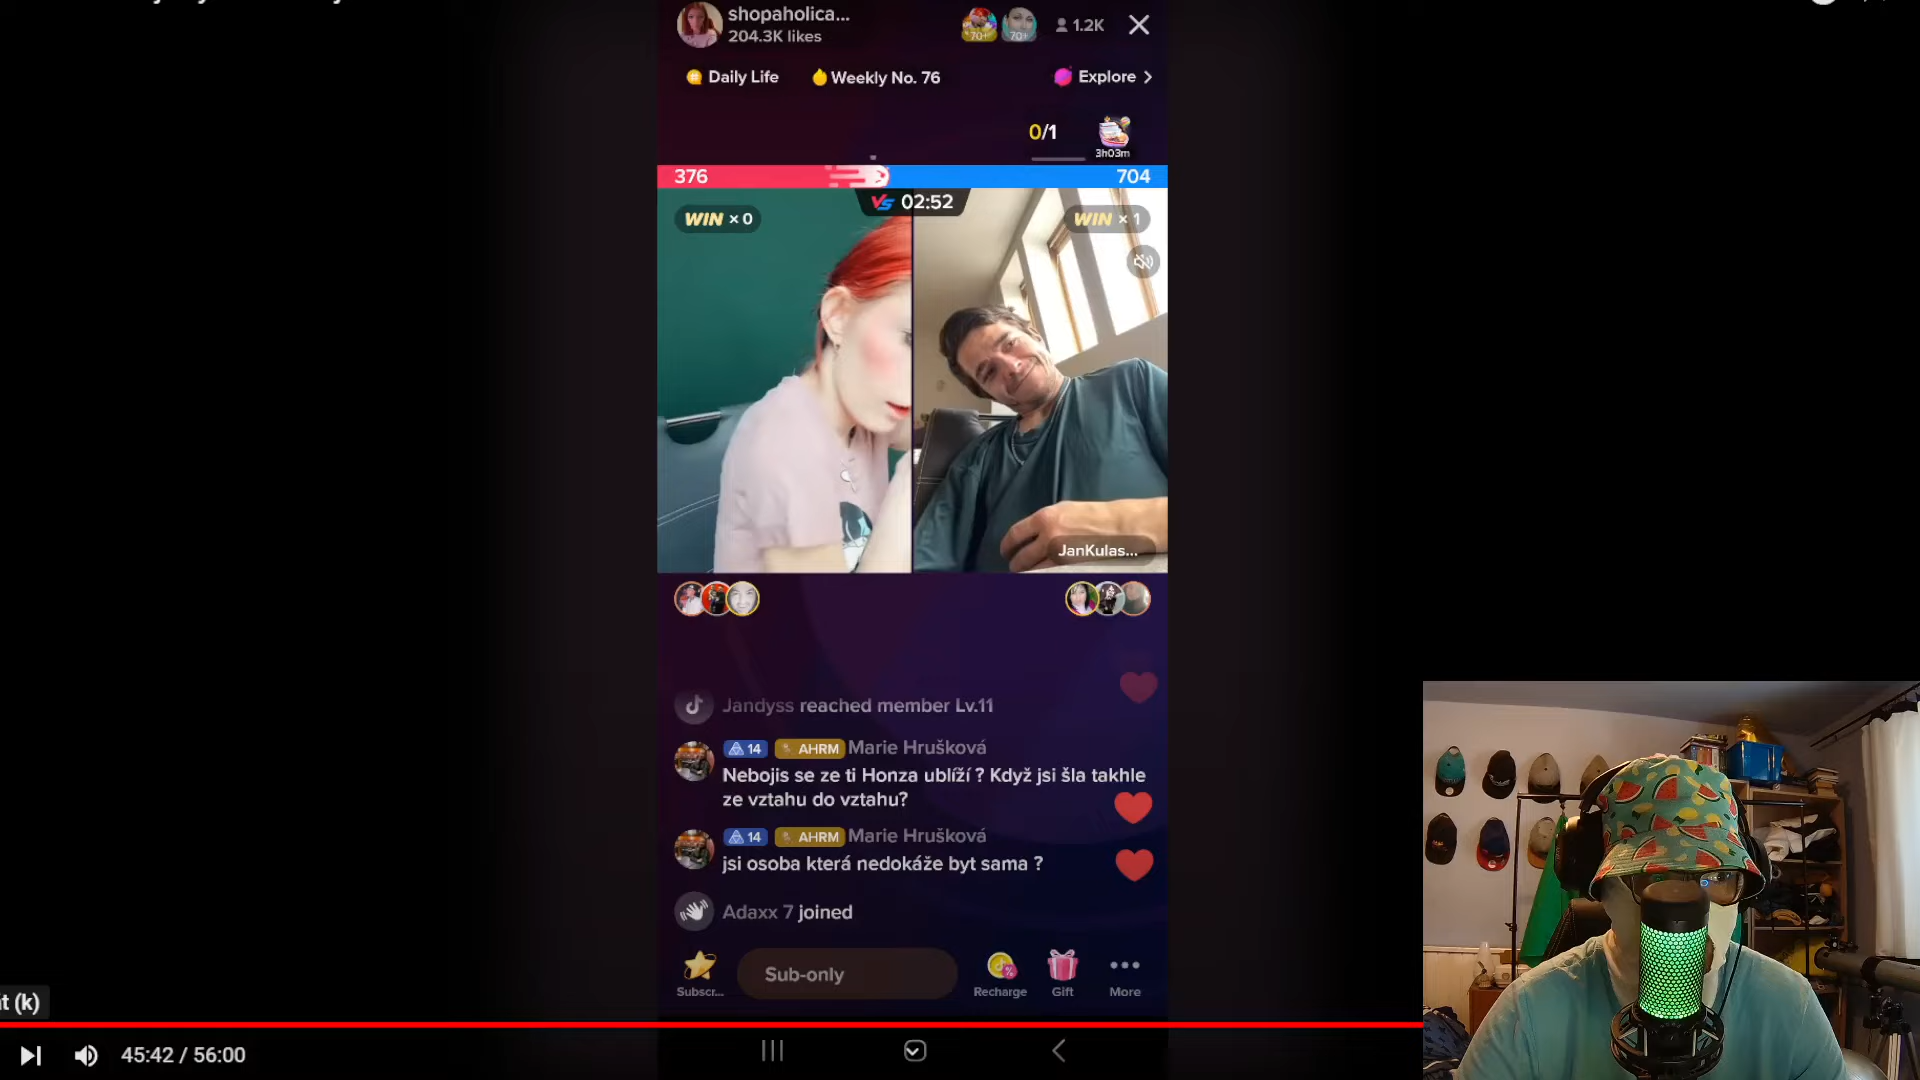 shopaholica...
204.3K likes
70+
70+
1.2K
Daily Life
Weekly No. 76
Explore
0/1
3h03m
376
704
VS 02:52
WIN × 0
WIN × 1
JanKulas...
Jandyss reached member Lv.11
14 AHRM Marie Hrušková
Nebojis se ze ti Honza ublíží ? Když jsi šla takhle
ze vztahu do vztahu?
14 AHRM Marie Hrušková
jsi osoba která nedokáže byt sama ?
Adaxx 7 joined
Subscr...
Sub-only
Recharge
Gift
More
(k)
45:42 / 56:00